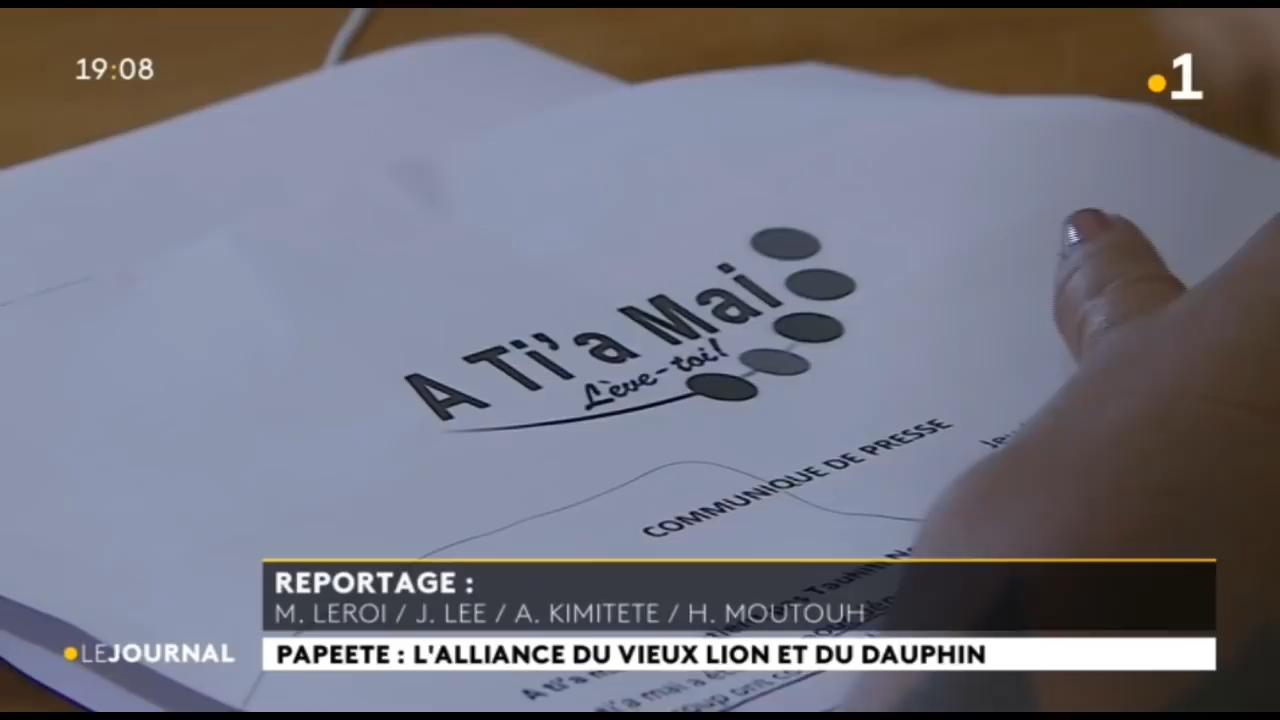 19:08
1
A Ti'a Mai
Lève-toi!
COMMUNIQUE DE PRESSE
REPORTAGE :
M. LEROI / J. LEE / A. KIMITETE / H. MOUTOUH
LEJOURNAL
PAPEETE : L'ALLIANCE DU VIEUX LION ET DU DAUPHIN